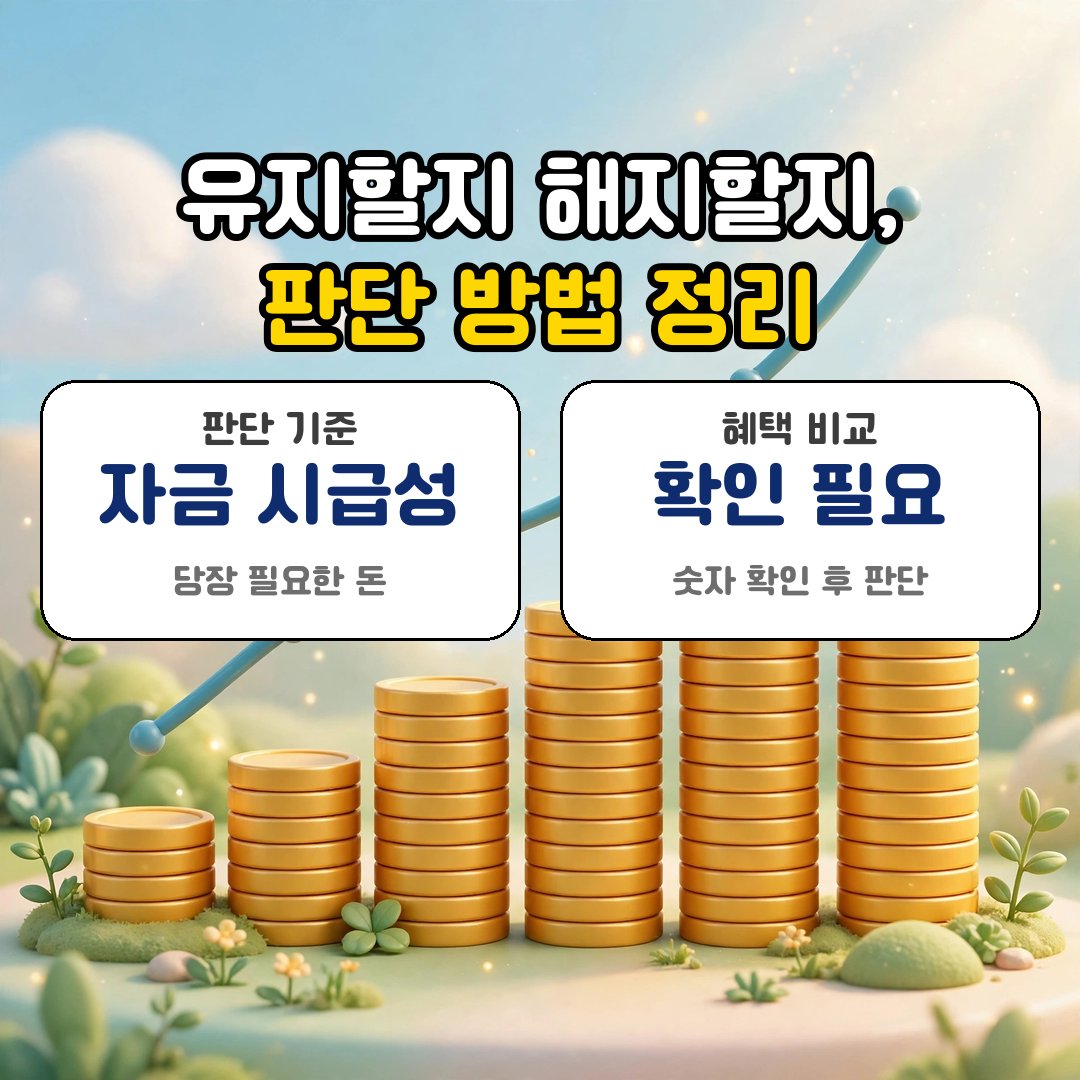 유지할지 해지할지,
판단 방법 정리
판단 기준
자금 시급성
당장 필요한 돈
혜택 비교
확인 필요
숫자 확인 후 판단